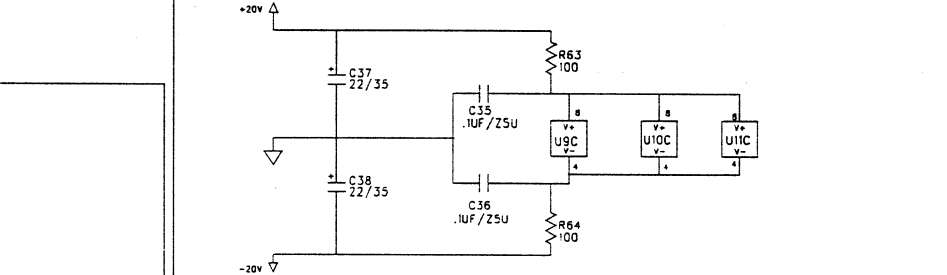 +20V
+
C37
22/35
R63
100
C35
.1UF/Z5U
8
V+
U9C
V-
4
8
V+
U10C
V-
4
8
V+
U11C
V-
4
+
C38
22/35
C36
.1UF/Z5U
R64
100
-20V